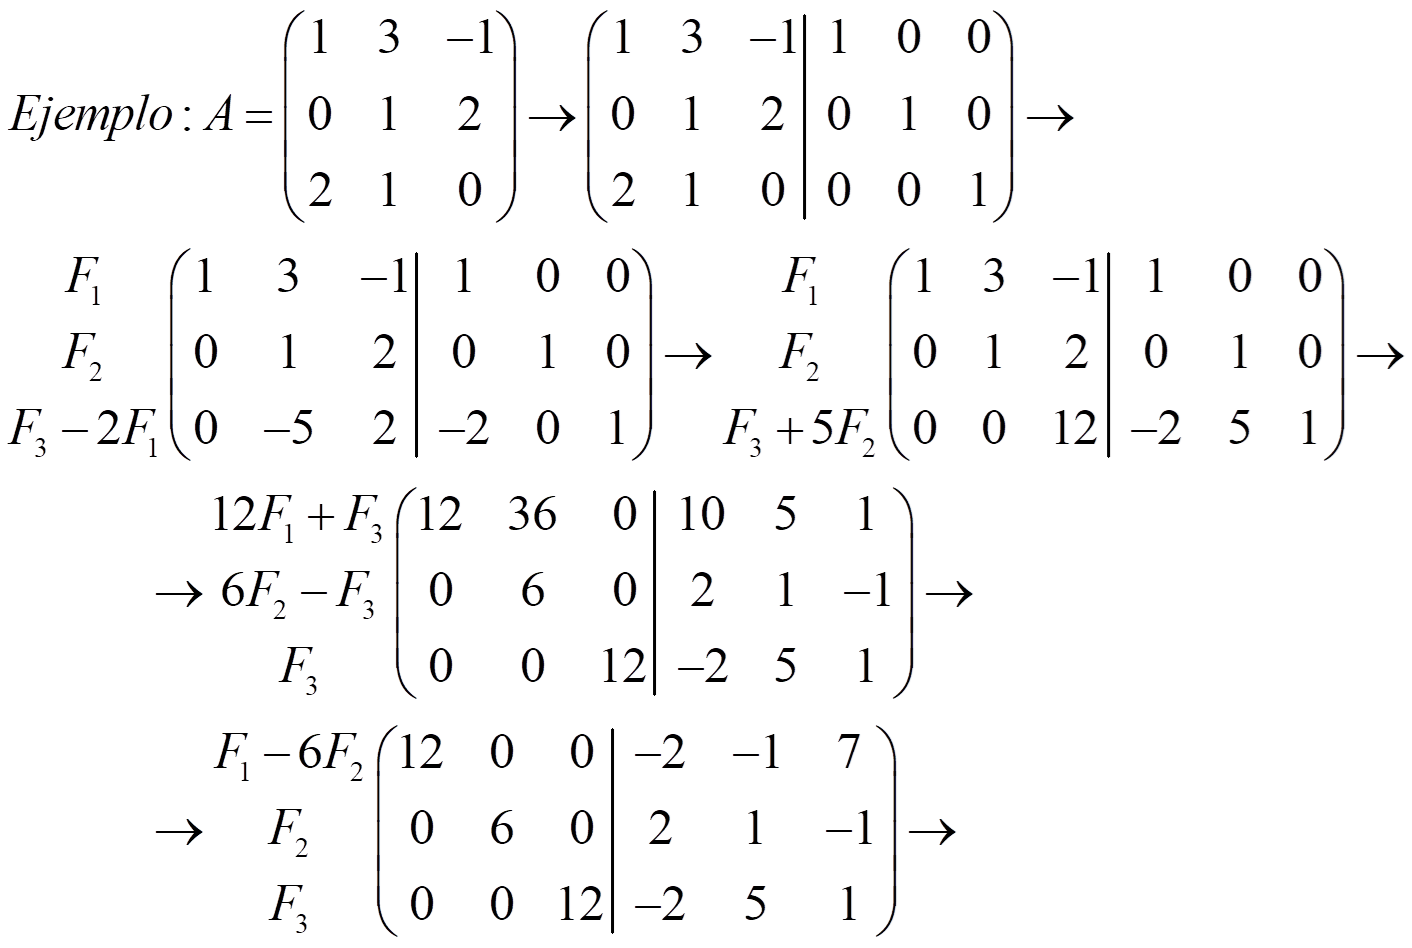 Ejemplo: A = ( 1 3 −1 ; 0 1 2 ; 2 1 0 ) → ( 1 3 −1 | 1 0 0 ; 0 1 2 | 0 1 0 ; 2 1 0 | 0 0 1 ) →
F₁ ( 1 3 −1 | 1 0 0 ) F₁ ( 1 3 −1 | 1 0 0 )
F₂ ( 0 1 2 | 0 1 0 ) → F₂ ( 0 1 2 | 0 1 0 ) →
F₃ − 2F₁ ( 0 −5 2 | −2 0 1 ) F₃ + 5F₂ ( 0 0 12 | −2 5 1 )
12F₁ + F₃ ( 12 36 0 | 10 5 1 )
→ 6F₂ − F₃ ( 0 6 0 | 2 1 −1 ) →
F₃ ( 0 0 12 | −2 5 1 )
F₁ − 6F₂ ( 12 0 0 | −2 −1 7 )
→ F₂ ( 0 6 0 | 2 1 −1 ) →
F₃ ( 0 0 12 | −2 5 1 )